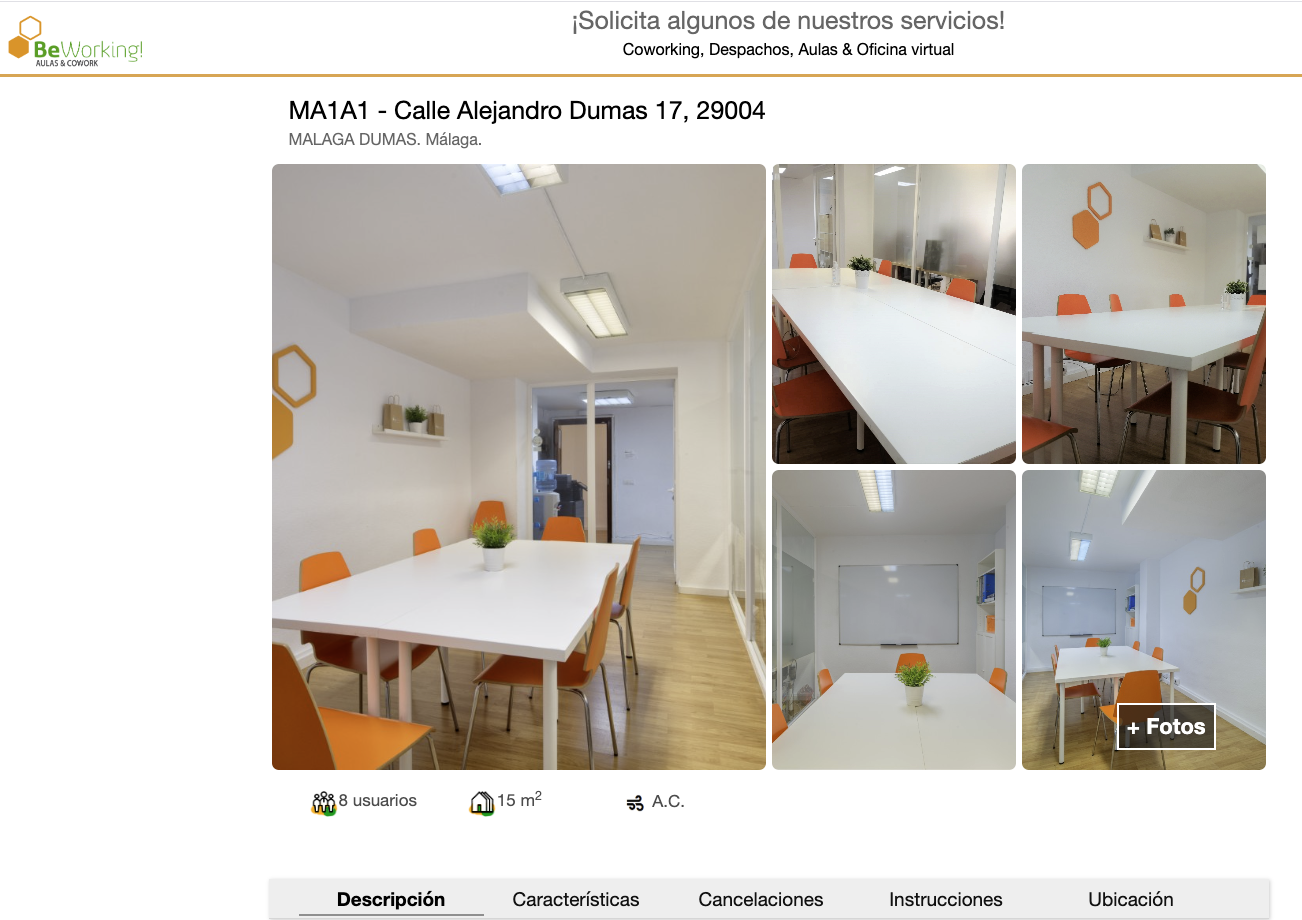 BeWorking!
AULAS & COWORK
¡Solicita algunos de nuestros servicios!
Coworking, Despachos, Aulas & Oficina virtual
MA1A1 - Calle Alejandro Dumas 17, 29004
MALAGA DUMAS. Málaga.
+ Fotos
8 usuarios
15 m²
A.C.
Descripción
Características
Cancelaciones
Instrucciones
Ubicación